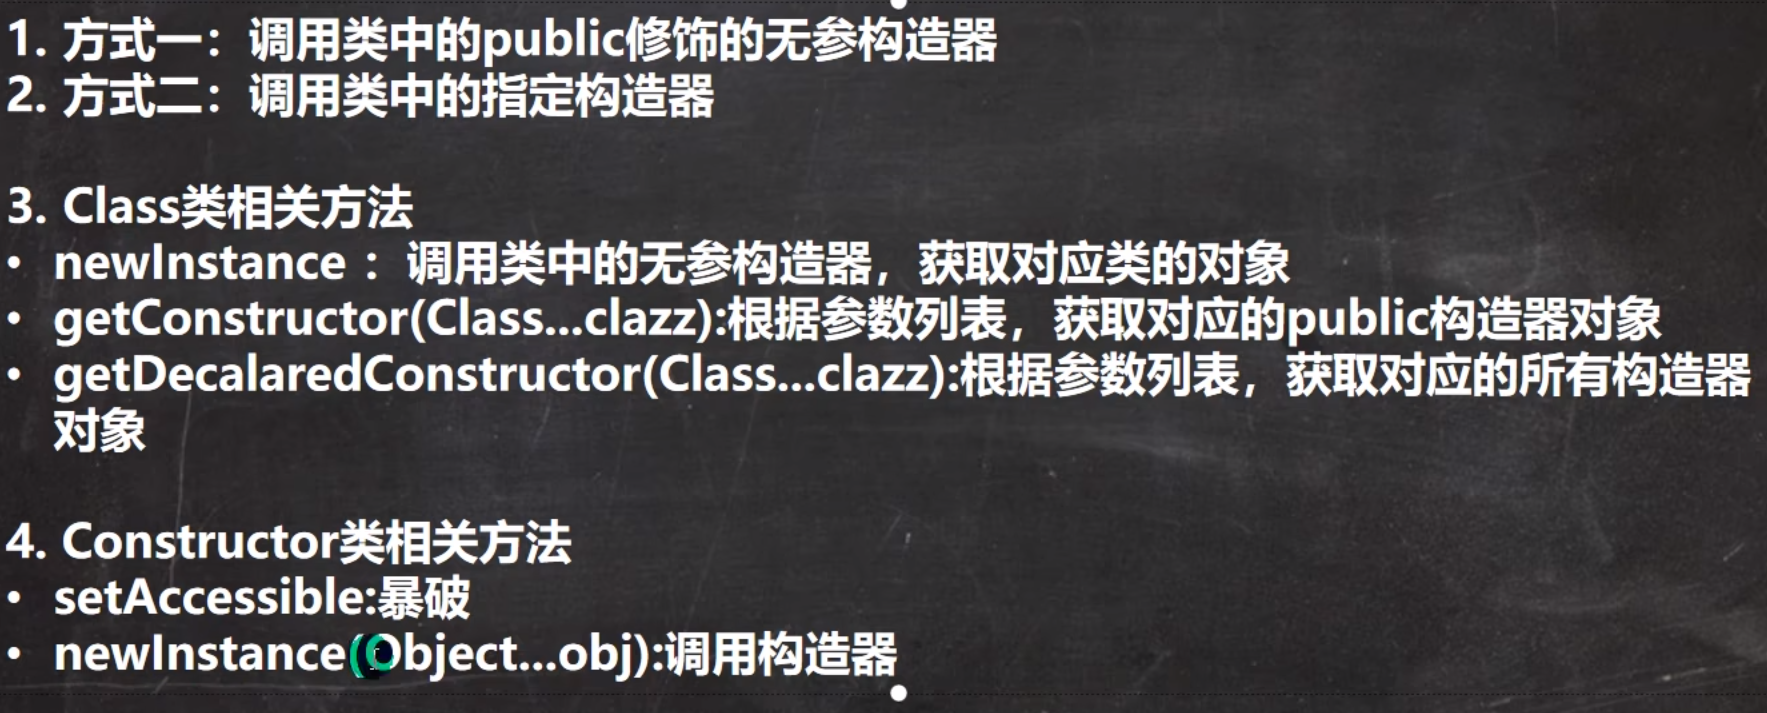 1. 方式一：调用类中的public修饰的无参构造器
2. 方式二：调用类中的指定构造器
3. Class类相关方法
• newInstance ：调用类中的无参构造器，获取对应类的对象
• getConstructor(Class...clazz):根据参数列表，获取对应的public构造器对象
• getDecalaredConstructor(Class...clazz):根据参数列表，获取对应的所有构造器
对象
4. Constructor类相关方法
• setAccessible:暴破
• newInstance(Object...obj):调用构造器